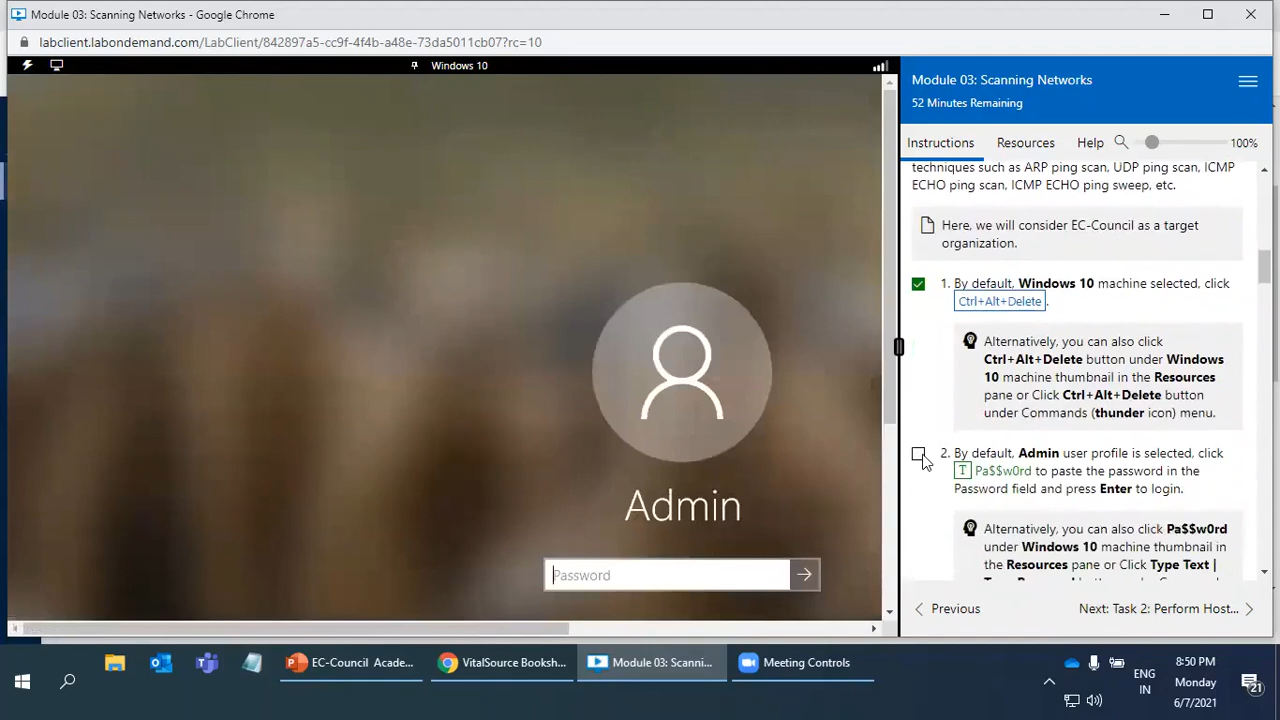 Module 03: Scanning Networks - Google Chrome
labclient.labondemand.com/LabClient/842897a5-cc9f-4f4b-a48e-73da5011cb07?rc=10
Windows 10
Admin
Password
Module 03: Scanning Networks
52 Minutes Remaining
Instructions
Resources
Help
100%
techniques such as ARP ping scan, UDP ping scan, ICMP
ECHO ping scan, ICMP ECHO ping sweep, etc.
Here, we will consider EC-Council as a target
organization.
1. By default, Windows 10 machine selected, click
Ctrl+Alt+Delete.
Alternatively, you can also click
Ctrl+Alt+Delete button under Windows
10 machine thumbnail in the Resources
pane or Click Ctrl+Alt+Delete button
under Commands (thunder icon) menu.
2. By default, Admin user profile is selected, click
T Pa$$w0rd to paste the password in the
Password field and press Enter to login.
Alternatively, you can also click Pa$$w0rd
under Windows 10 machine thumbnail in
the Resources pane or Click Type Text |
Previous
Next: Task 2: Perform Host...
EC-Council Acade...
VitalSource Booksh...
Module 03: Scanni...
Meeting Controls
ENG
IN
8:50 PM
Monday
6/7/2021
21